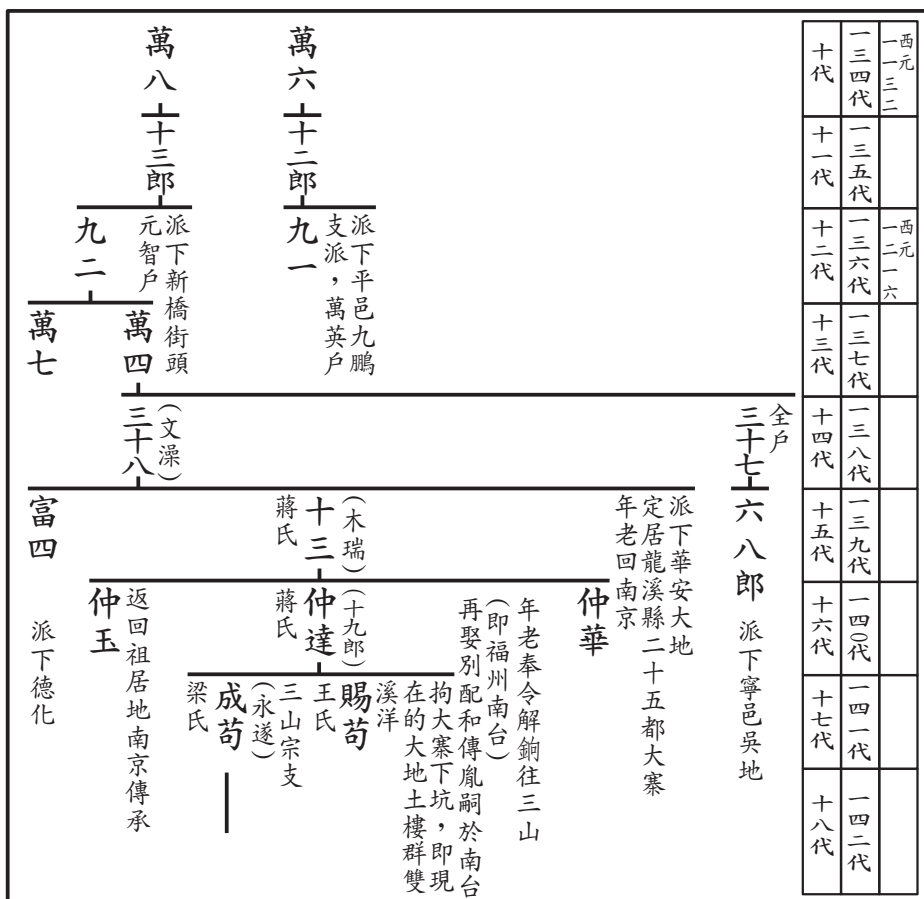 西元一一三二
西元一二一六
一三四代
一三五代
一三六代
一三七代
一三八代
一三九代
一四〇代
一四一代
一四二代
十代
十一代
十二代
十三代
十四代
十五代
十六代
十七代
十八代
萬六
萬八
十二郎
十三郎
派下平邑九鵬
支派，萬英戶
九一
派下新橋街頭
元智戶
九二
萬四
萬七
全戶
三十七
(文澡)
三十八
六八郎
派下寧邑吳地
派下華安大地
定居龍溪縣二十五都大寨
年老回南京
(木瑞)
十三
蔣氏
富四
派下德化
仲華
年老奉令解餉往三山
(即福州南台)
再娶別配和傳胤嗣於南台
(十九郎)
仲達
蔣氏
返回祖居地南京傳承
仲玉
拘大寨下坑，即現
在的大地土樓群雙
溪洋
賜苟
王氏
三山宗支
(永遂)
成苟
梁氏